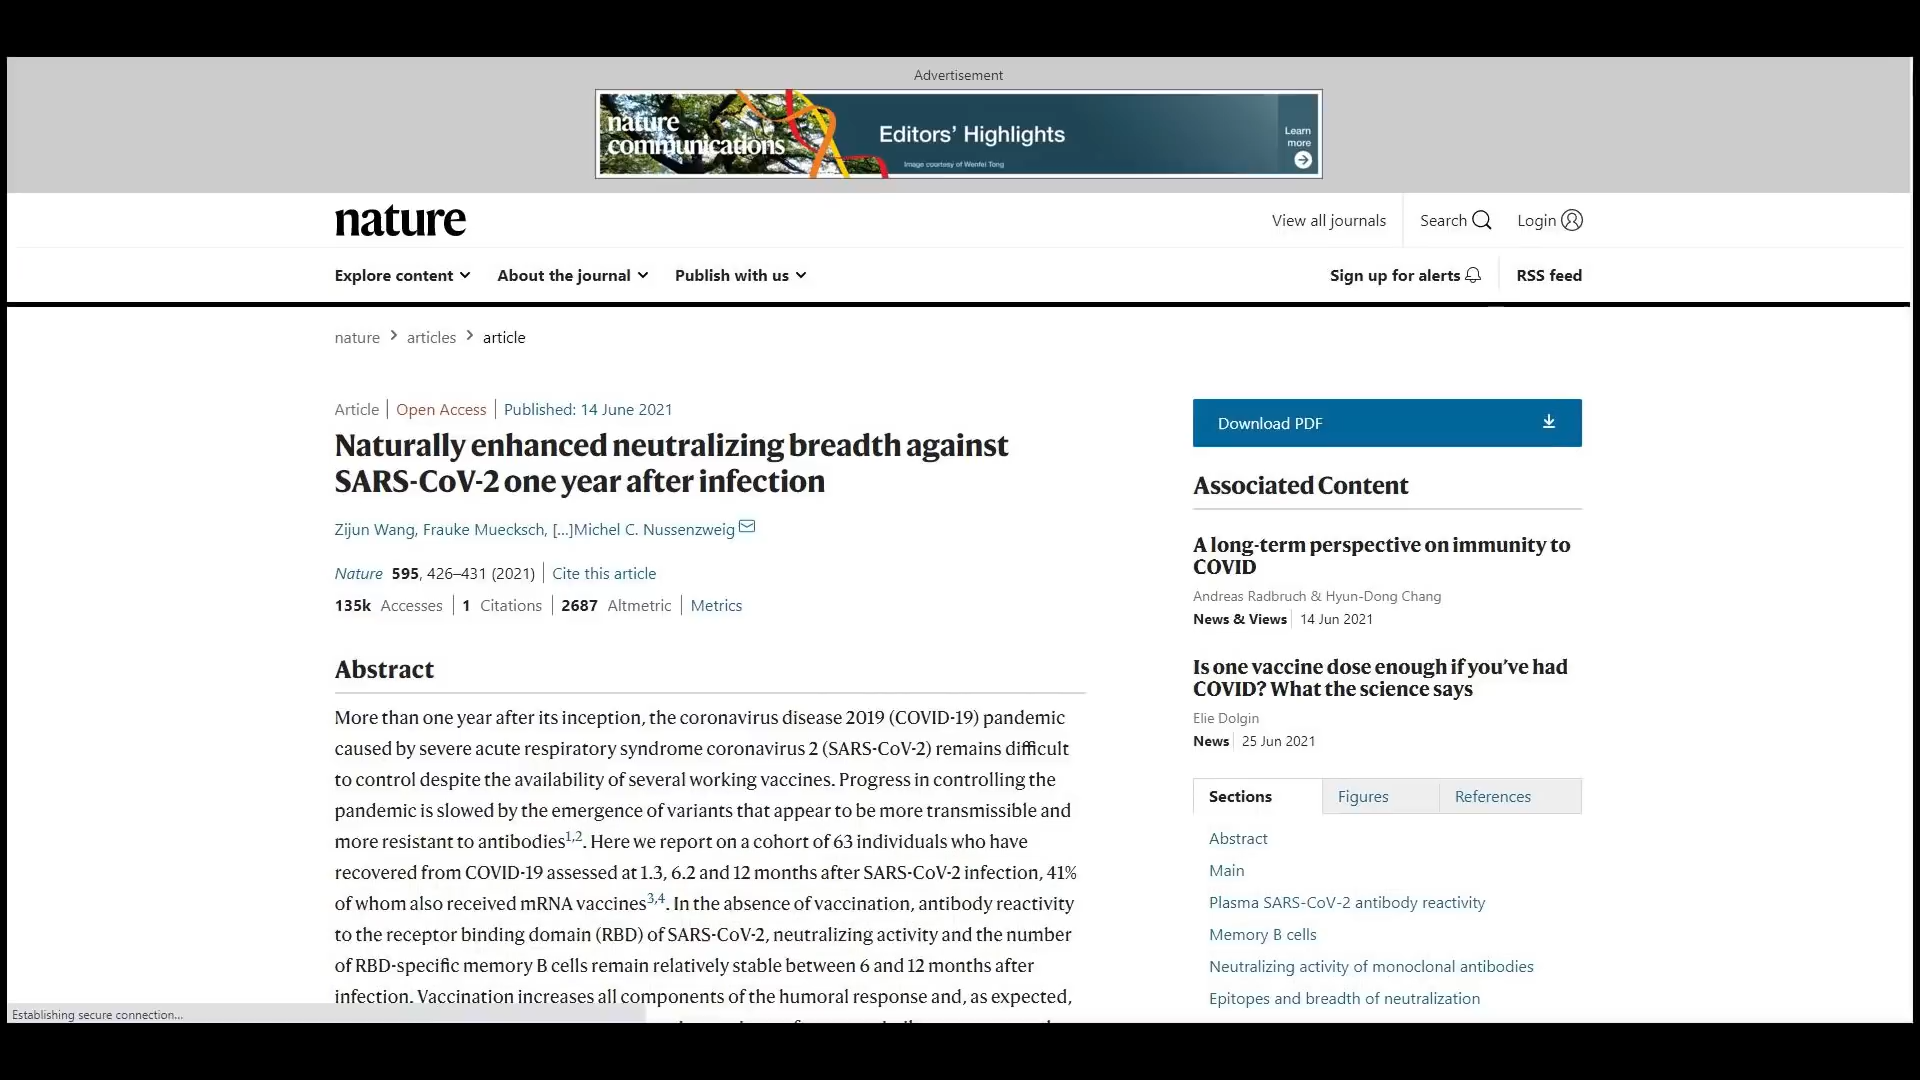 Advertisement
nature
communications
Editors' Highlights
Image courtesy of Wenfei Tong
Learn
more
nature
View all journals
Search
Login
Explore content
About the journal
Publish with us
Sign up for alerts
RSS feed
nature > articles > article
Article | Open Access | Published: 14 June 2021
Naturally enhanced neutralizing breadth against
SARS-CoV-2 one year after infection
Zijun Wang, Frauke Muecksch, [...]Michel C. Nussenzweig
Nature 595, 426–431 (2021) | Cite this article
135k Accesses | 1 Citations | 2687 Altmetric | Metrics
Abstract
More than one year after its inception, the coronavirus disease 2019 (COVID-19) pandemic
caused by severe acute respiratory syndrome coronavirus 2 (SARS-CoV-2) remains difficult
to control despite the availability of several working vaccines. Progress in controlling the
pandemic is slowed by the emergence of variants that appear to be more transmissible and
more resistant to antibodies1,2. Here we report on a cohort of 63 individuals who have
recovered from COVID-19 assessed at 1.3, 6.2 and 12 months after SARS-CoV-2 infection, 41%
of whom also received mRNA vaccines3,4. In the absence of vaccination, antibody reactivity
to the receptor binding domain (RBD) of SARS-CoV-2, neutralizing activity and the number
of RBD-specific memory B cells remain relatively stable between 6 and 12 months after
infection. Vaccination increases all components of the humoral response and, as expected,
Download PDF
Associated Content
A long-term perspective on immunity to
COVID
Andreas Radbruch & Hyun-Dong Chang
News & Views | 14 Jun 2021
Is one vaccine dose enough if you've had
COVID? What the science says
Elie Dolgin
News | 25 Jun 2021
Sections
Figures
References
Abstract
Main
Plasma SARS-CoV-2 antibody reactivity
Memory B cells
Neutralizing activity of monoclonal antibodies
Epitopes and breadth of neutralization
Establishing secure connection...